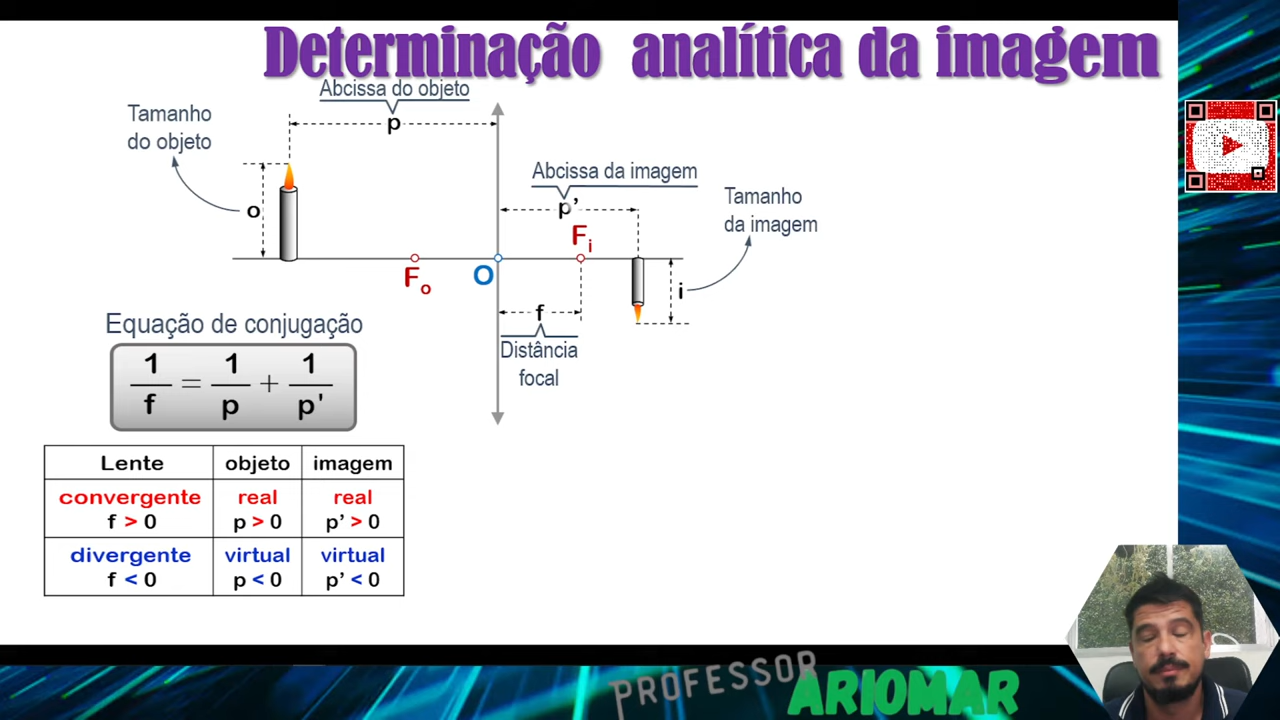 Determinação analítica da imagem
Abcissa do objeto
p
Tamanho
do objeto
o
Abcissa da imagem
p’
Tamanho
da imagem
F i
F o
O
i
f
Distância
focal
Equação de conjugação
1/f = 1/p + 1/p'
Lente objeto imagem
convergente real real
f > 0 p > 0 p’ > 0
divergente virtual virtual
f < 0 p < 0 p’ < 0
PROFESSOR
ARIOMAR